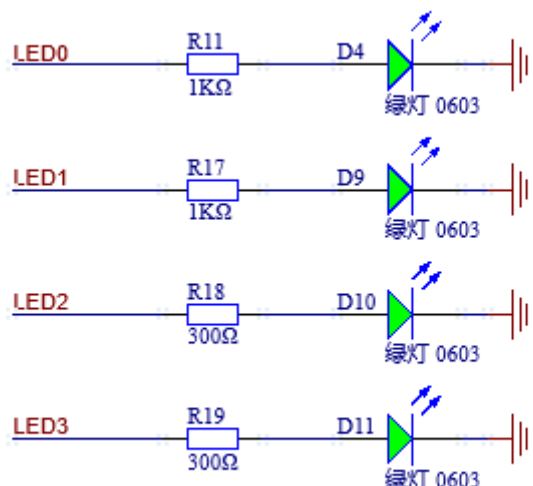 LED0 R11 D4
1KΩ 绿灯 0603
LED1 R17 D9
1KΩ 绿灯 0603
LED2 R18 D10
300Ω 绿灯 0603
LED3 R19 D11
300Ω 绿灯 0603